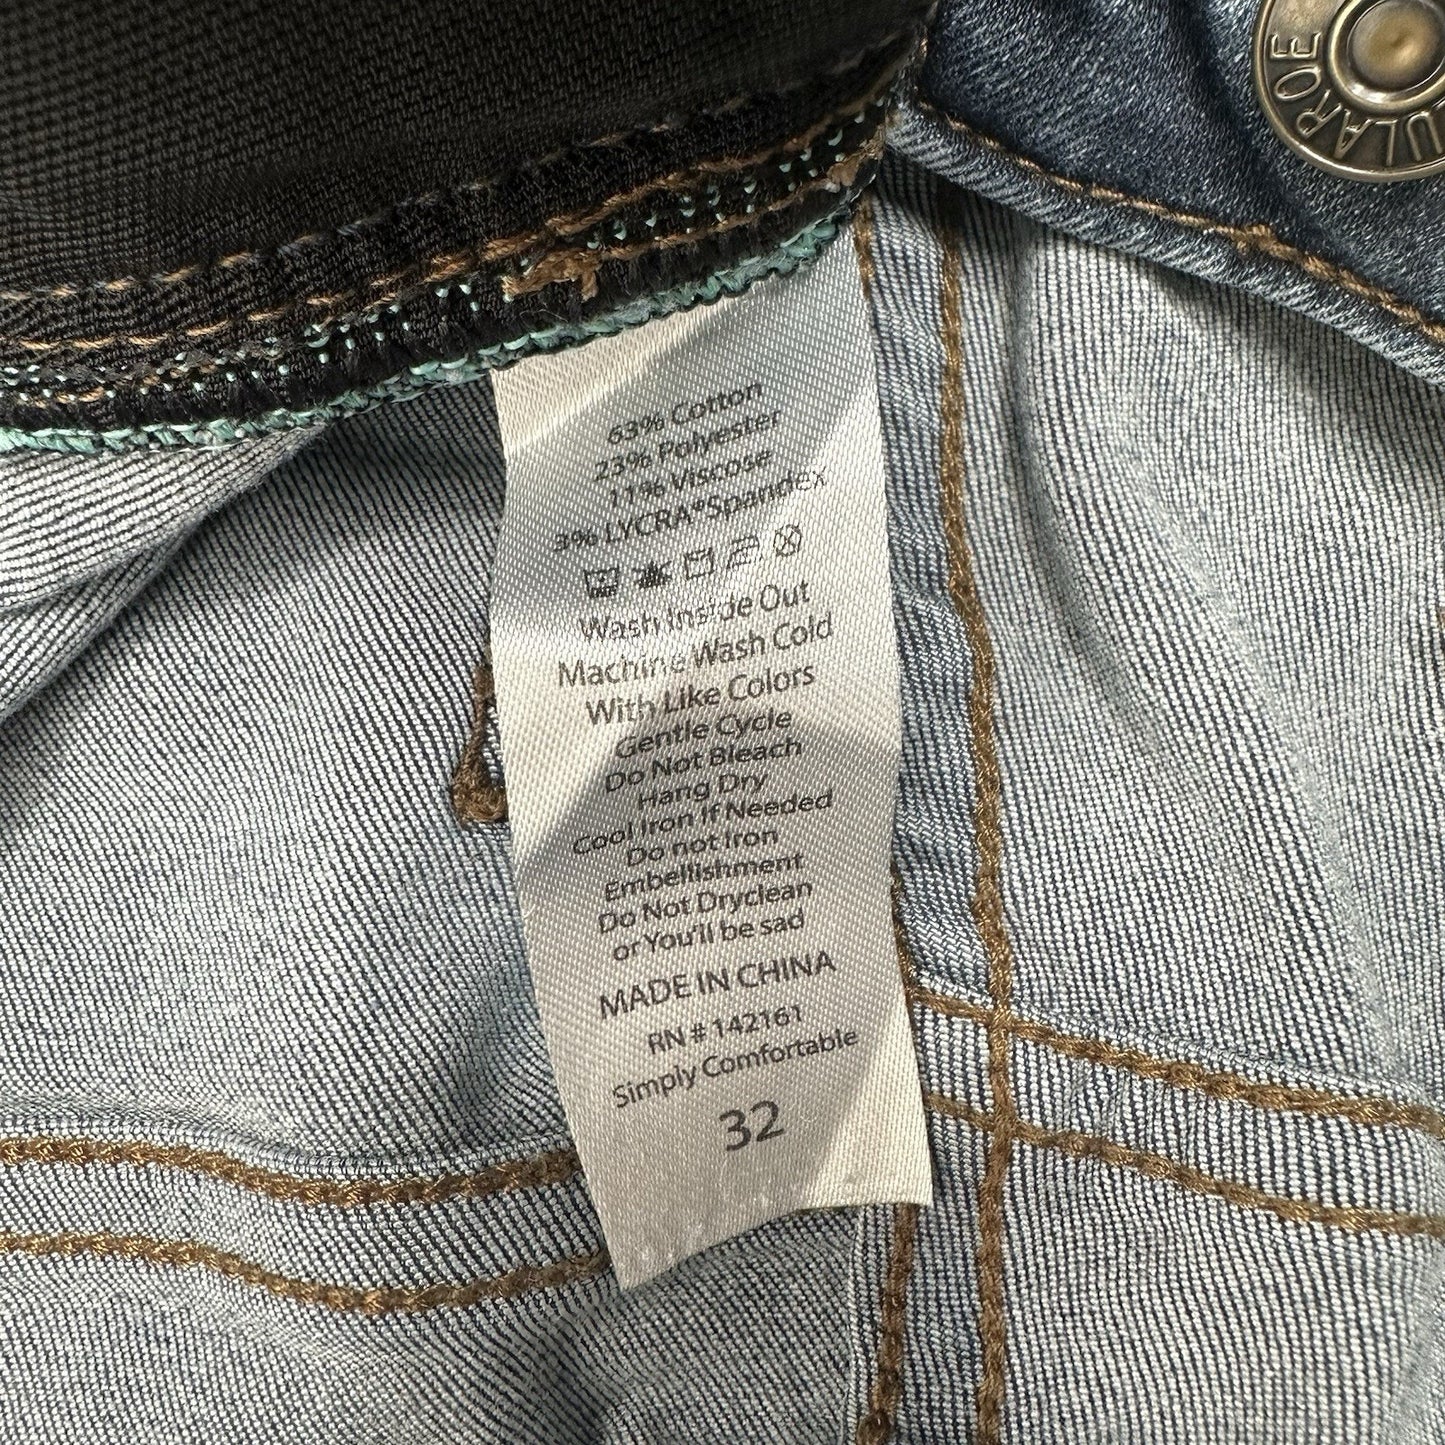 ULAROE
63% Cotton
23% Polyester
11% Viscose
3% LYCRA® Spandex
Wash Inside Out
Machine Wash Cold
With Like Colors
Gentle Cycle
Do Not Bleach
Hang Dry
Cool Iron If Needed
Do not Iron
Embellishment
Do Not Dryclean
or You'll be sad
MADE IN CHINA
RN # 142161
Simply Comfortable
32